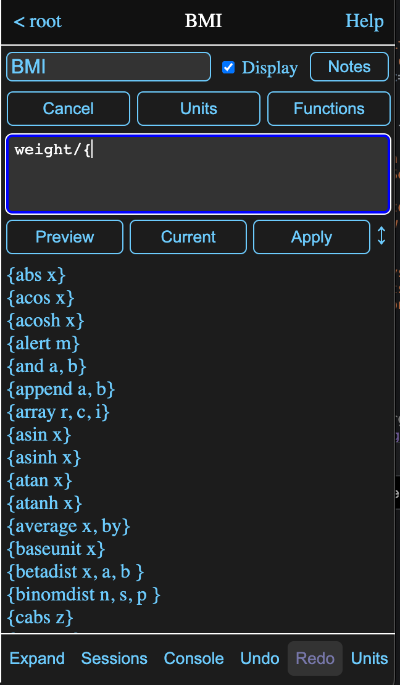 < root BMI Help
BMI Display Notes
Cancel Units Functions
weight/{
Preview Current Apply ↕
{abs x}
{acos x}
{acosh x}
{alert m}
{and a, b}
{append a, b}
{array r, c, i}
{asin x}
{asinh x}
{atan x}
{atanh x}
{average x, by}
{baseunit x}
{betadist x, a, b }
{binomdist n, s, p }
{cabs z}
Expand Sessions Console Undo Redo Units